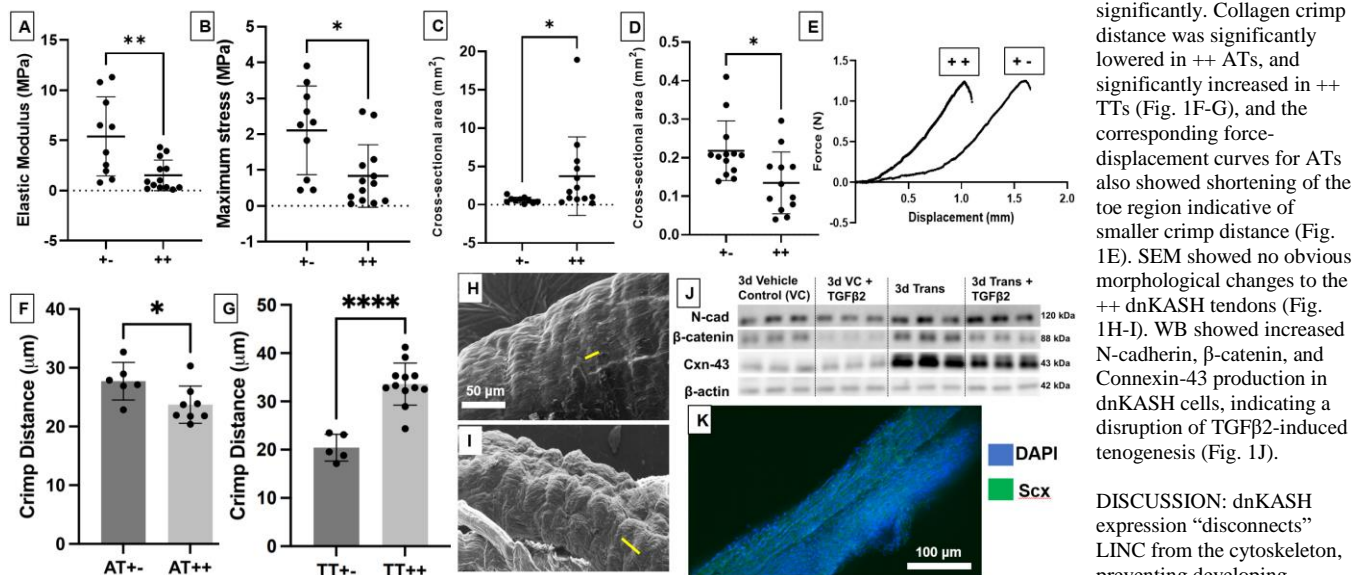 A
Elastic Modulus (MPa)
15
10
5
0
-5
**
+-
++
B
Maximum stress (MPa)
5
4
3
2
1
0
-1
*
+-
++
C
Cross-sectional area (mm²)
20
15
10
5
0
-5
*
+-
++
D
Cross-sectional area (mm²)
0.5
0.4
0.3
0.2
0.1
0.0
*
+-
++
E
Force (N)
1.5
1.0
0.5
0.0
-0.5
++
+-
0.5
1.0
1.5
2.0
Displacement (mm)
F
Crimp Distance (μm)
40
30
20
10
0
*
AT+-
AT++
G
Crimp Distance (μm)
50
40
30
20
10
0
****
TT+-
TT++
H
50 μm
I
J
3d Vehicle
Control (VC)
3d VC +
TGFβ2
3d Trans
3d Trans +
TGFβ2
N-cad
120 kDa
β-catenin
88 kDa
Cxn-43
43 kDa
β-actin
42 kDa
K
100 μm
DAPI
Scx
significantly. Collagen crimp
distance was significantly
lowered in ++ ATs, and
significantly increased in ++
TTs (Fig. 1F-G), and the
corresponding force-
displacement curves for ATs
also showed shortening of the
toe region indicative of
smaller crimp distance (Fig.
1E). SEM showed no obvious
morphological changes to the
++ dnKASH tendons (Fig.
1H-I). WB showed increased
N-cadherin, β-catenin, and
Connexin-43 production in
dnKASH cells, indicating a
disruption of TGFβ2-induced
tenogenesis (Fig. 1J).
DISCUSSION: dnKASH
expression “disconnects”
LINC from the cytoskeleton,
preventing developing